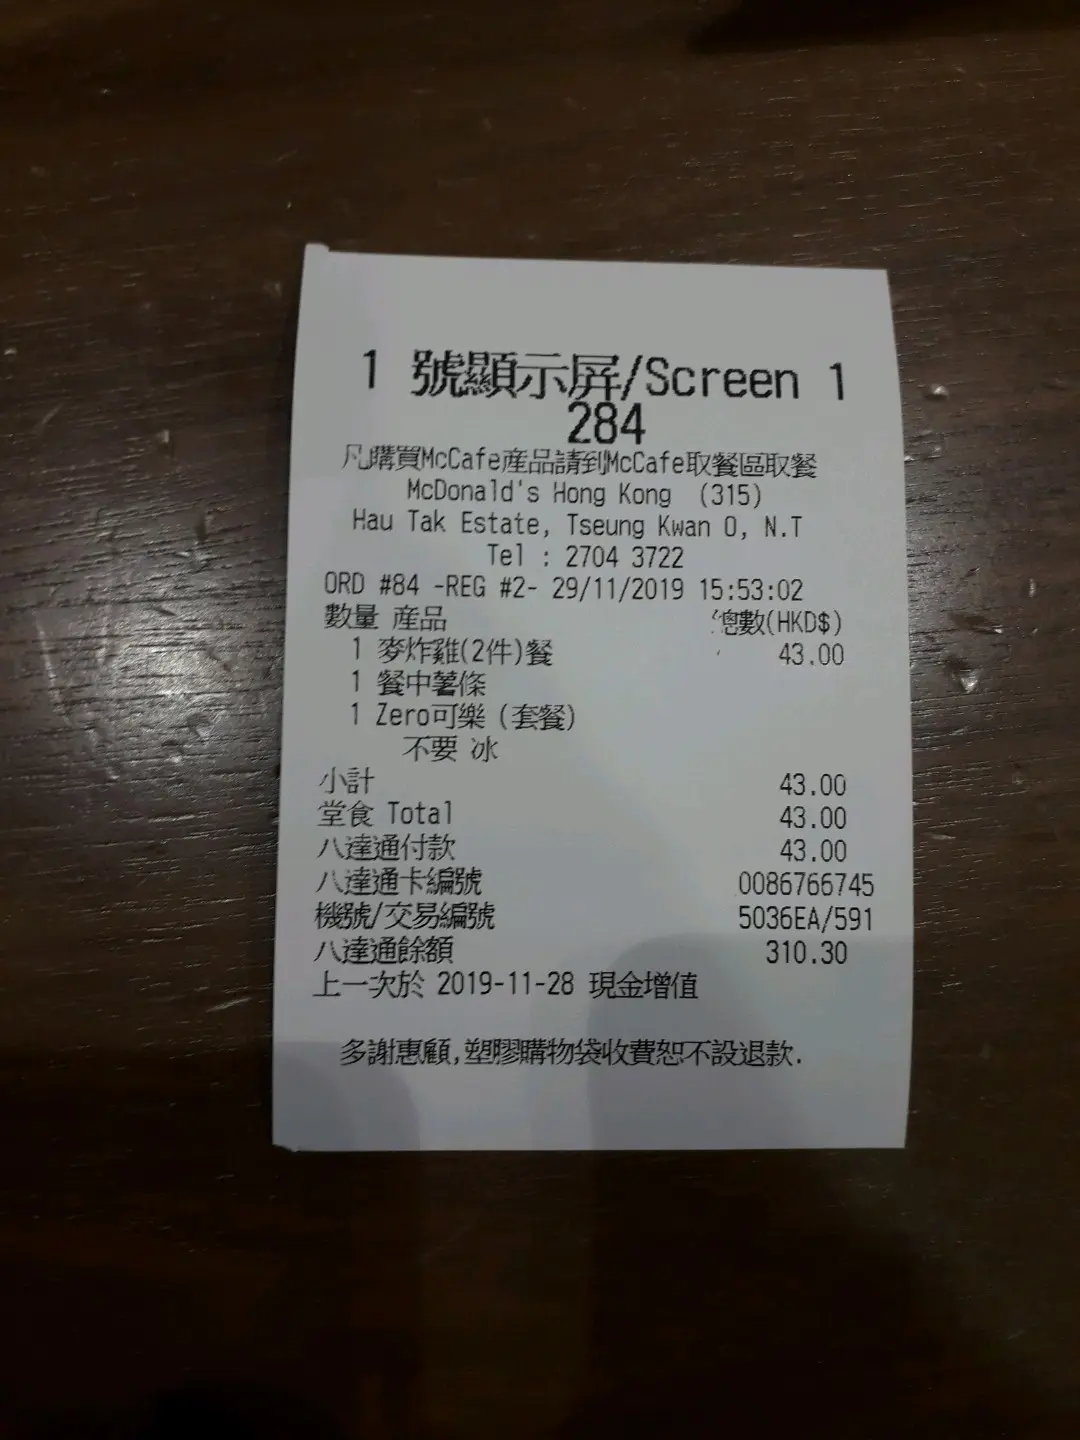 1 號顯示屏/Screen 1
284
凡購買McCafe產品請到McCafe取餐區取餐
McDonald's Hong Kong (315)
Hau Tak Estate, Tseung Kwan O, N.T
Tel : 2704 3722
ORD #84 -REG #2- 29/11/2019 15:53:02
數量 產品 總數(HKD$)
1 麥炸雞(2件)餐 43.00
1 餐中薯條
1 Zero可樂 (套餐)
不要 冰
小計 43.00
堂食 Total 43.00
八達通付款 43.00
八達通卡編號 0086766745
機號/交易編號 5036EA/591
八達通餘額 310.30
上一次於 2019-11-28 現金增值
多謝惠顧,塑膠購物袋收費恕不設退款.